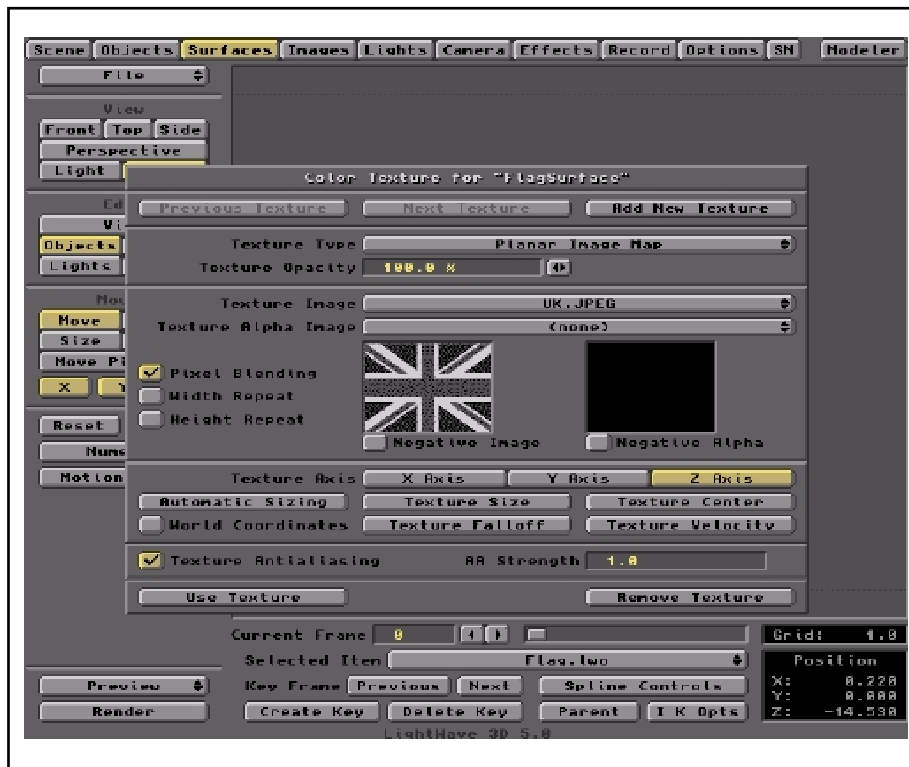 Scene Objects Surfaces Images Lights Camera Effects Record Options SN Modeler
File
View
Front Top Side
Perspective
Light
Color Texture for "FlagSurface"
Previous Texture Next Texture Add New Texture
Objects
Texture Type Planar Image Map
Lights
Texture Opacity 100.0 %
Texture Image UK.JPEG
Move
Texture Alpha Image (none)
Size
Move Pi
Pixel Blending
X Y
Width Repeat
Height Repeat
Reset
Negative Image Negative Alpha
Nume
Motion
Texture Axis X Axis Y Axis Z Axis
Automatic Sizing Texture Size Texture Center
World Coordinates Texture Falloff Texture Velocity
Texture Antialiasing AA Strength 1.0
Use Texture Remove Texture
Current Frame 0 Grid: 1.0
Selected Item Flag.lwo Position
Preview Key Frame Previous Next Spline Controls X: 0.220
Y: 0.000
Render Create Key Delete Key Parent I K Opts Z: -14.530
LightWave 3D 5.0